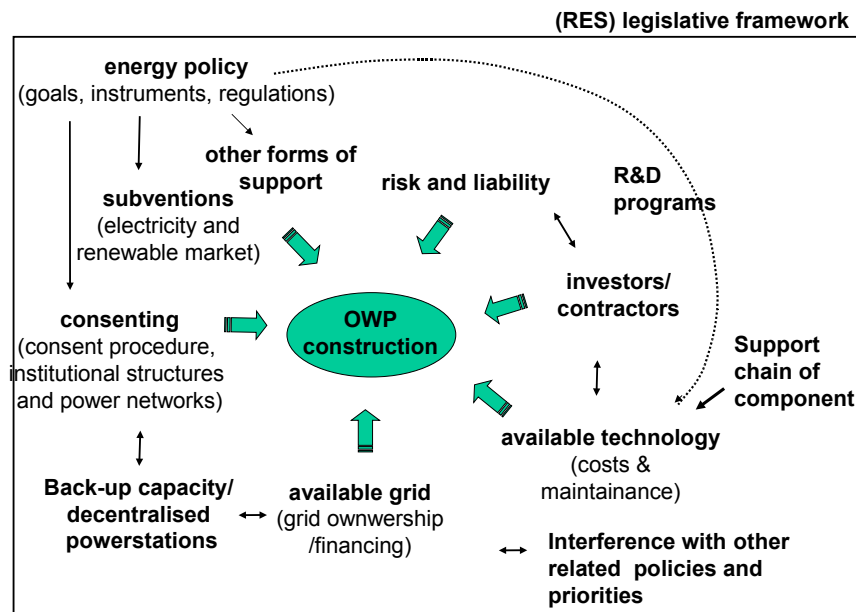 (RES) legislative framework
energy policy
(goals, instruments, regulations)
other forms of
support
subventions
(electricity and
renewable market)
risk and liability
R&D
programs
investors/
contractors
consenting
(consent procedure,
institutional structures
and power networks)
OWP
construction
Support
chain of
component
available technology
(costs &
maintainance)
Back-up capacity/
decentralised
powerstations
available grid
(grid ownwership
/financing)
Interference with other
related policies and
priorities